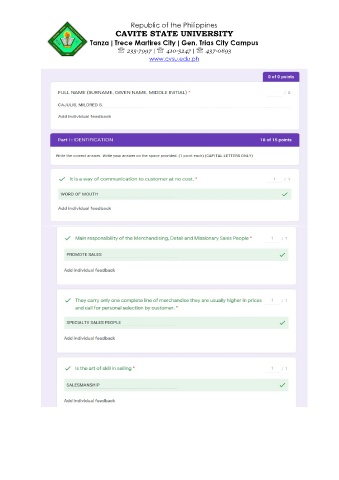 Republic of the Philippines
CAVITE STATE UNIVERSITY
Tanza | Trece Martires City | Gen. Trias City Campus
☏ 235-7997 | ☏ 410-5247 | ☏ 437-0693
www.cvsu.edu.ph
0 of 0 points
FULL NAME (SURNAME, GIVEN NAME, MIDDLE INITIAL) *
/ 0
CAJULIS, MILDRED S.
Add Individual Feedback
Part I : IDENTIFICATION
10 of 15 points
Write the correct answer. Write your answer on the space provided. (1 point each) (CAPITAL LETTERS ONLY)
It is a way of communication to customer at no cost. *
1 / 1
WORD OF MOUTH
Add individual feedback
Main responsibility of the Merchandising, Detail and Missionary Sales People *
1 / 1
PROMOTE SALES
Add individual feedback
They carry only one complete line of merchandise they are usually higher in prices
1 / 1
and call for personal selection by customer. *
SPECIALTY SALES PEOPLE
Add individual feedback
Is the art of skill in selling *
1 / 1
SALESMANSHIP
Add individual feedback